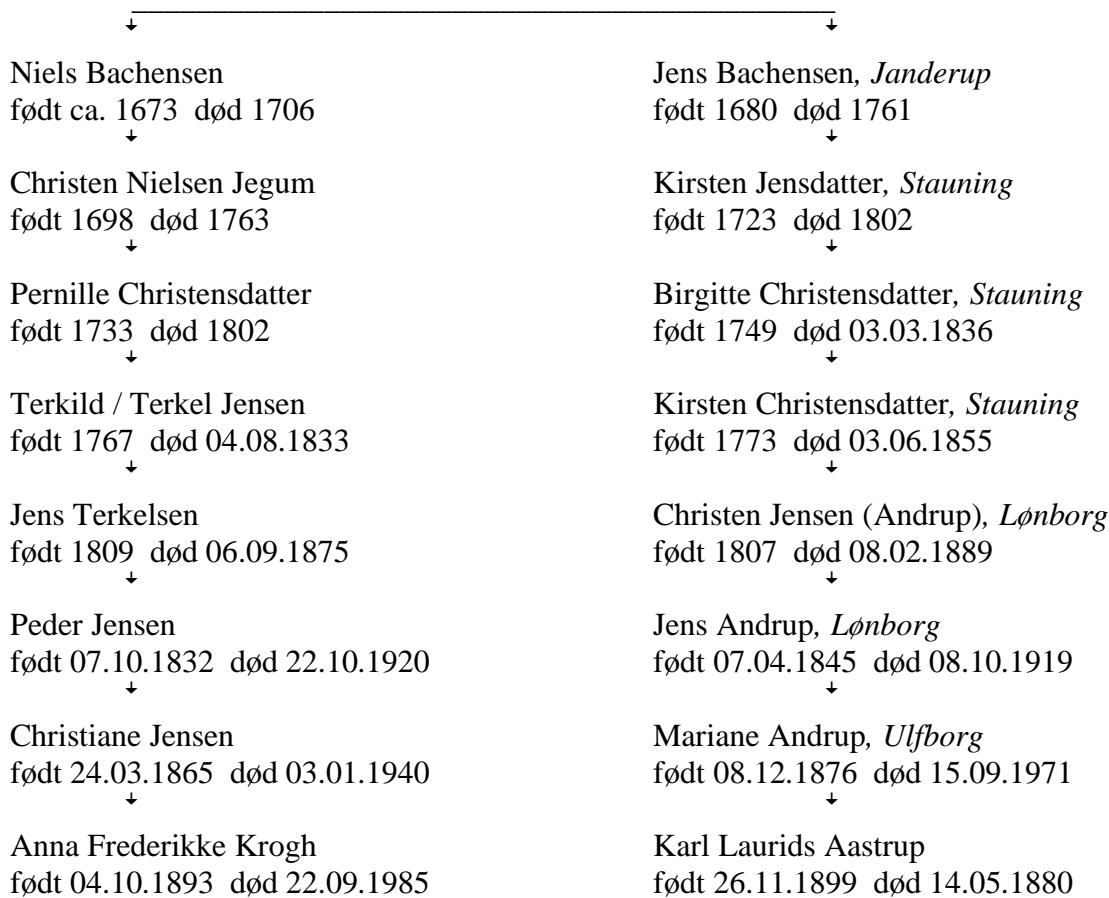 Niels Bachensen
født ca. 1673  død 1706
Christen Nielsen Jegum
født 1698  død 1763
Pernille Christensdatter
født 1733  død 1802
Terkild / Terkel Jensen
født 1767  død 04.08.1833
Jens Terkelsen
født 1809  død 06.09.1875
Peder Jensen
født 07.10.1832  død 22.10.1920
Christiane Jensen
født 24.03.1865  død 03.01.1940
Anna Frederikke Krogh
født 04.10.1893  død 22.09.1985
Jens Bachensen, Janderup
født 1680  død 1761
Kirsten Jensdatter, Stauning
født 1723  død 1802
Birgitte Christensdatter, Stauning
født 1749  død 03.03.1836
Kirsten Christensdatter, Stauning
født 1773  død 03.06.1855
Christen Jensen (Andrup), Lønborg
født 1807  død 08.02.1889
Jens Andrup, Lønborg
født 07.04.1845  død 08.10.1919
Mariane Andrup, Ulfborg
født 08.12.1876  død 15.09.1971
Karl Laurids Aastrup
født 26.11.1899  død 14.05.1880